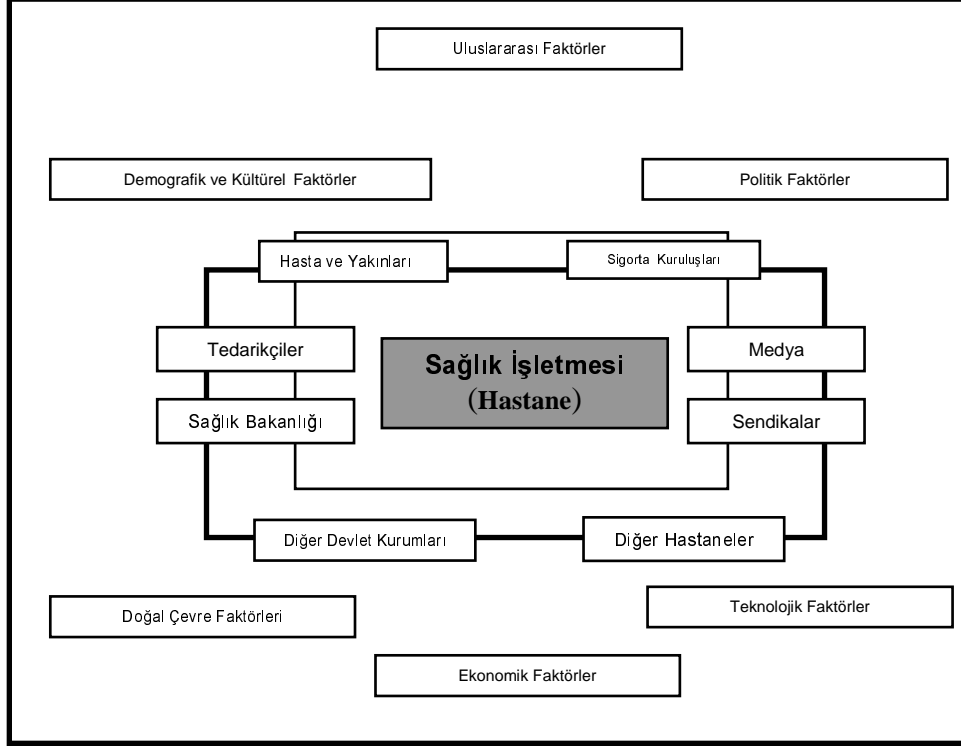 Uluslararası Faktörler
Demografik ve Kültürel Faktörler
Politik Faktörler
Hasta ve Yakınları
Sigorta Kuruluşları
Tedarikçiler
Sağlık İşletmesi
(Hastane)
Medya
Sağlık Bakanlığı
Sendikalar
Diğer Devlet Kurumları
Diğer Hastaneler
Doğal Çevre Faktörleri
Teknolojik Faktörler
Ekonomik Faktörler